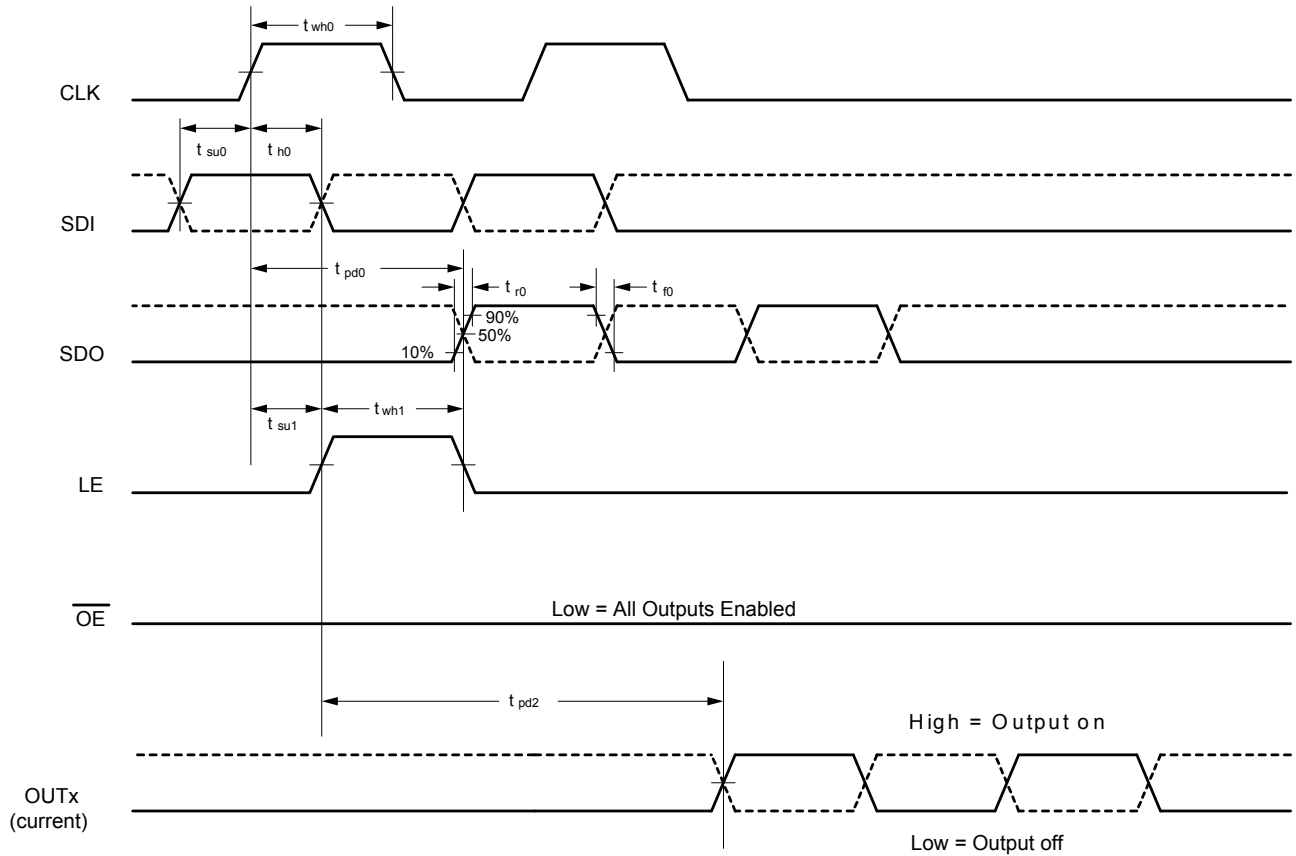 t wh0
CLK
t su0
t h0
SDI
t pd0
t r0
t f0
90%
50%
10%
SDO
t su1
t wh1
LE
OE
Low = All Outputs Enabled
t pd2
High = Output on
OUTx
(current)
Low = Output off